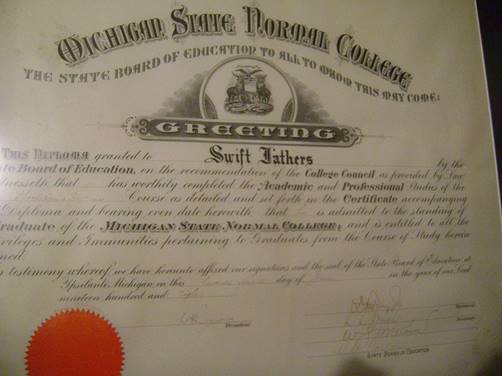 MICHIGAN STATE NORMAL COLLEGE
THE STATE BOARD OF EDUCATION TO ALL TO WHOM THIS MAY COME:
GREETING
THIS DIPLOMA granted to Swift Fathers by the
te Board of Education, on the recommendation of the College Council as provided by Law
tnesseth that has worthily completed the Academic and Professional Studies of the
Course as detailed and set forth in the Certificate accompanying
Diploma and bearing even date herewith that is admitted to the standing of
raduate of the MICHIGAN STATE NORMAL COLLEGE, and is entitled to all the
ivileges and Immunities pertaining to Graduates from the Course of Study herein
med.
n testimony whereof we have hereunto affixed our signatures and the seal of the State Board of Education at
Ypsilanti, Michigan in this day of in the year of our Lord
nineteen hundred and
President
STATE BOARD OF EDUCATION